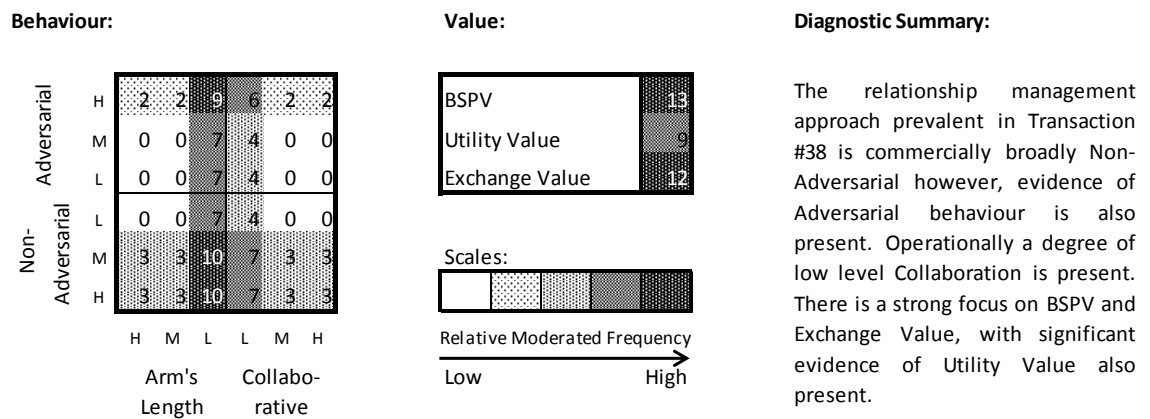 Behaviour:
Value:
Diagnostic Summary:
Adversarial
Non-
Adversarial
H 2 2 9 6 2 2
M 0 0 7 4 0 0
L 0 0 7 4 0 0
L 0 0 7 4 0 0
M 3 3 10 7 3 3
H 3 3 10 7 3 3
H M L L M H
Arm's
Length
Collabo-
rative
BSPV 13
Utility Value 9
Exchange Value 12
Scales:
Relative Moderated Frequency
Low High
The relationship management
approach prevalent in Transaction
#38 is commercially broadly Non-
Adversarial however, evidence of
Adversarial behaviour is also
present. Operationally a degree of
low level Collaboration is present.
There is a strong focus on BSPV and
Exchange Value, with significant
evidence of Utility Value also
present.